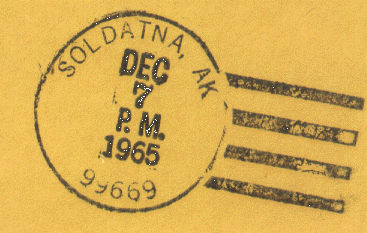 SOLDATNA, AK
DEC
7
P.M.
1965
99669